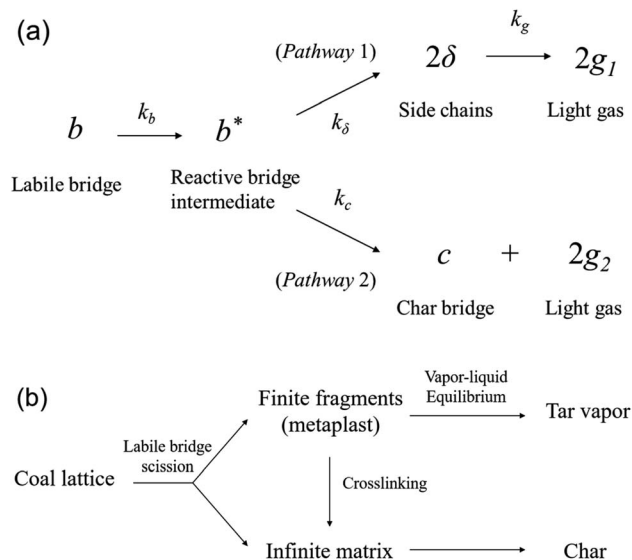 (a)
(Pathway 1)
2δ
k_g
2g_1
k_b
b
b*
k_δ
Side chains
Light gas
Labile bridge
Reactive bridge
intermediate
k_c
c + 2g_2
(Pathway 2)
Char bridge
Light gas
(b)
Finite fragments
(metaplast)
Vapor-liquid
Equilibrium
Tar vapor
Labile bridge
scission
Coal lattice
Crosslinking
Infinite matrix
Char